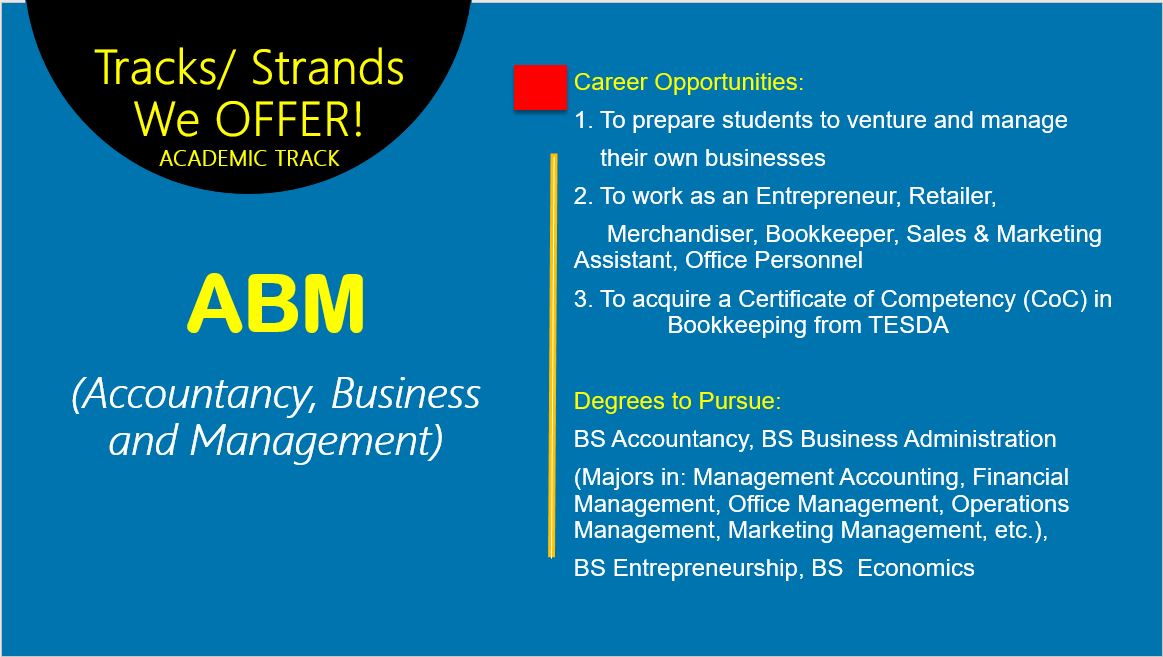 Tracks/ Strands
We OFFER!
ACADEMIC TRACK
ABM
(Accountancy, Business
and Management)
Career Opportunities:
1. To prepare students to venture and manage
their own businesses
2. To work as an Entrepreneur, Retailer,
Merchandiser, Bookkeeper, Sales & Marketing
Assistant, Office Personnel
3. To acquire a Certificate of Competency (CoC) in
Bookkeeping from TESDA
Degrees to Pursue:
BS Accountancy, BS Business Administration
(Majors in: Management Accounting, Financial
Management, Office Management, Operations
Management, Marketing Management, etc.),
BS Entrepreneurship, BS  Economics